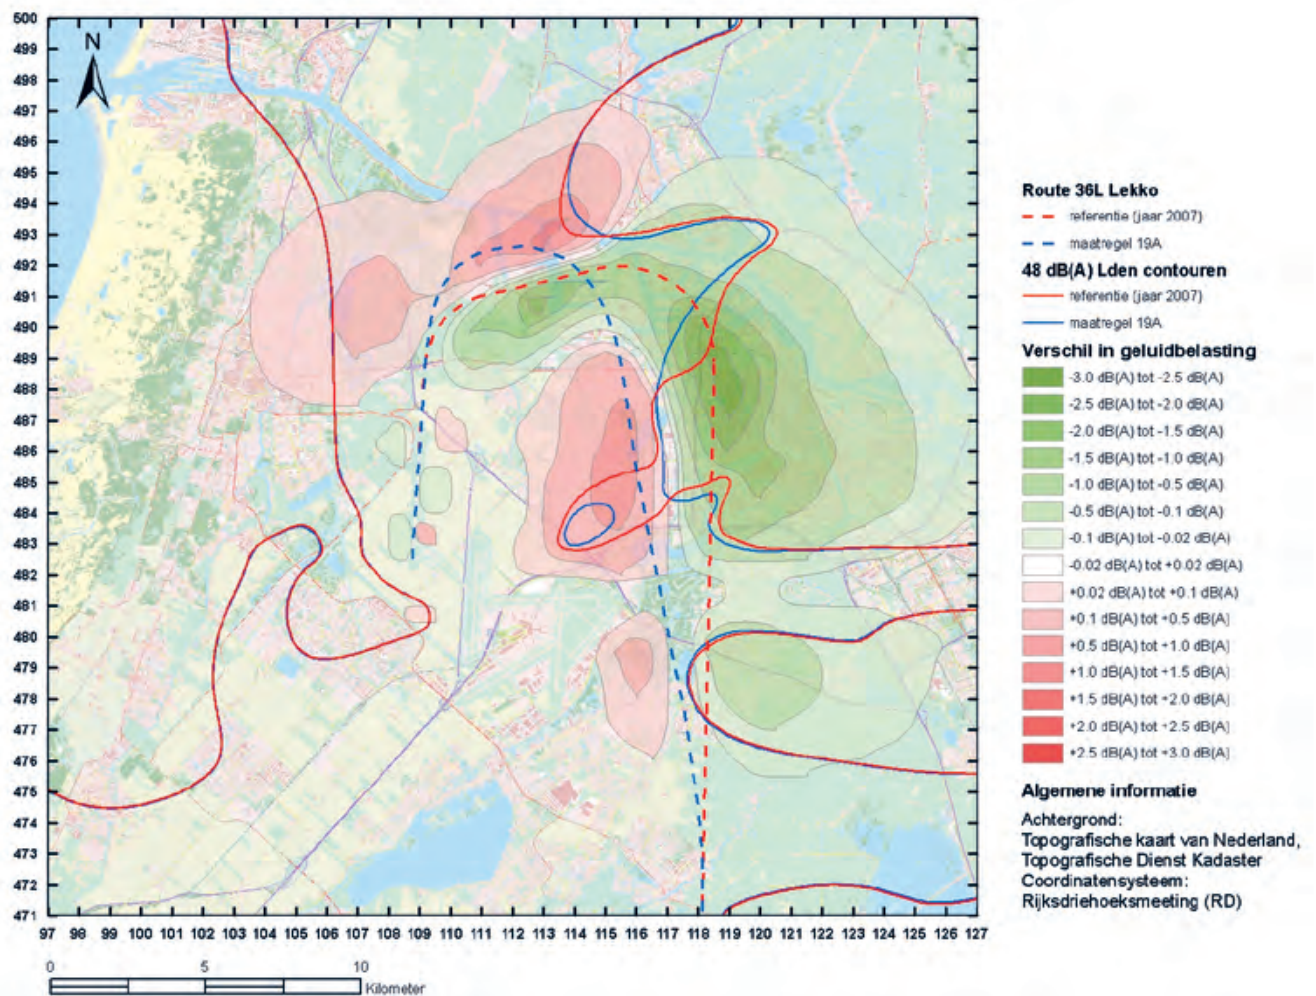 500
499
498
497
496
495
494
493
492
491
490
489
488
487
486
485
484
483
482
481
480
479
478
477
476
475
474
473
472
471
N
97 98 99 100 101 102 103 104 105 106 107 108 109 110 111 112 113 114 115 116 117 118 119 120 121 122 123 124 125 126 127
0 5 10
Kilometer
Route 36L Lekko
referentie (jaar 2007)
maatregel 19A
48 dB(A) Lden contouren
referentie (jaar 2007)
maatregel 19A
Verschil in geluidbelasting
-3.0 dB(A) tot -2.5 dB(A)
-2.5 dB(A) tot -2.0 dB(A)
-2.0 dB(A) tot -1.5 dB(A)
-1.5 dB(A) tot -1.0 dB(A)
-1.0 dB(A) tot -0.5 dB(A)
-0.5 dB(A) tot -0.1 dB(A)
-0.1 dB(A) tot -0.02 dB(A)
-0.02 dB(A) tot +0.02 dB(A)
+0.02 dB(A) tot +0.1 dB(A)
+0.1 dB(A) tot +0.5 dB(A)
+0.5 dB(A) tot +1.0 dB(A)
+1.0 dB(A) tot +1.5 dB(A)
+1.5 dB(A) tot +2.0 dB(A)
+2.0 dB(A) tot +2.5 dB(A)
+2.5 dB(A) tot +3.0 dB(A)
Algemene informatie
Achtergrond:
Topografische kaart van Nederland,
Topografische Dienst Kadaster
Coordinatensysteem:
Rijksdriehoeksmeeting (RD)